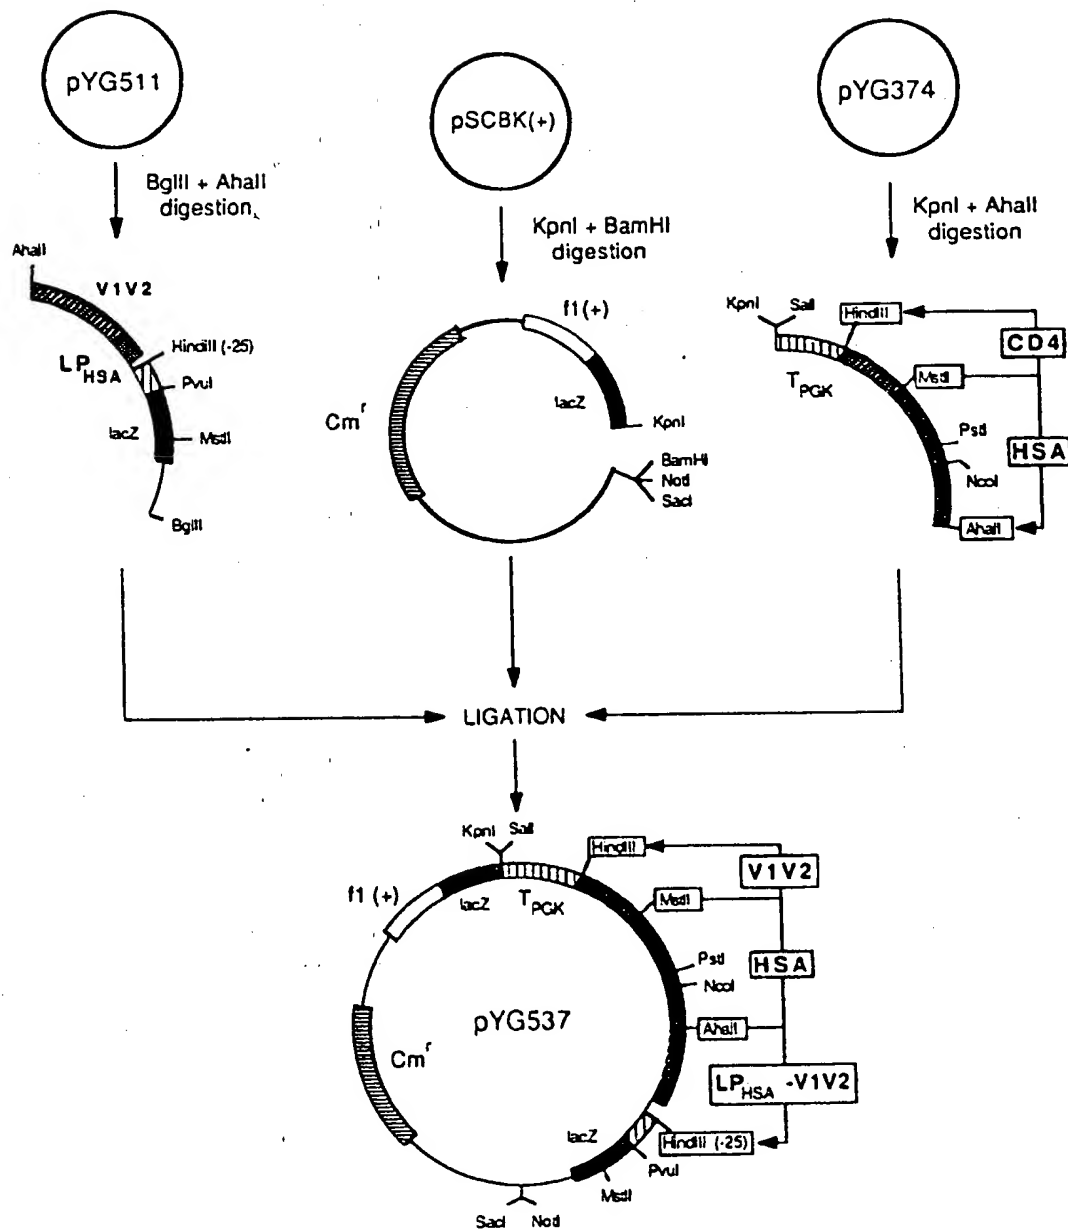 pYG511
BglII + AhaII
digestion
AhaII
V1V2
HindIII (-25)
LP HSA
PvuI
lacZ
MstII
BglII
pSCBK(+)
KpnI + BamHI
digestion
f1 (+)
Cm r
lacZ
KpnI
BamHI
NotI
SacI
pYG374
KpnI + AhaII
digestion
KpnI
SalI
HindIII
CD4
T PGK
MstII
PstI
HSA
NcoI
AhaII
LIGATION
KpnI
SalI
HindIII
V1V2
f1 (+)
lacZ
T PGK
MstII
PstI
HSA
NcoI
pYG537
AhaII
Cm r
LP HSA -V1V2
lacZ
HindIII (-25)
PvuI
MstII
SacI
NotI